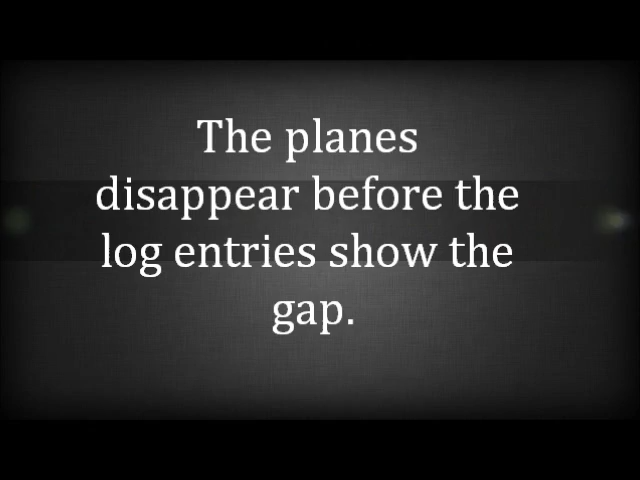 The planes
disappear before the
log entries show the
gap.